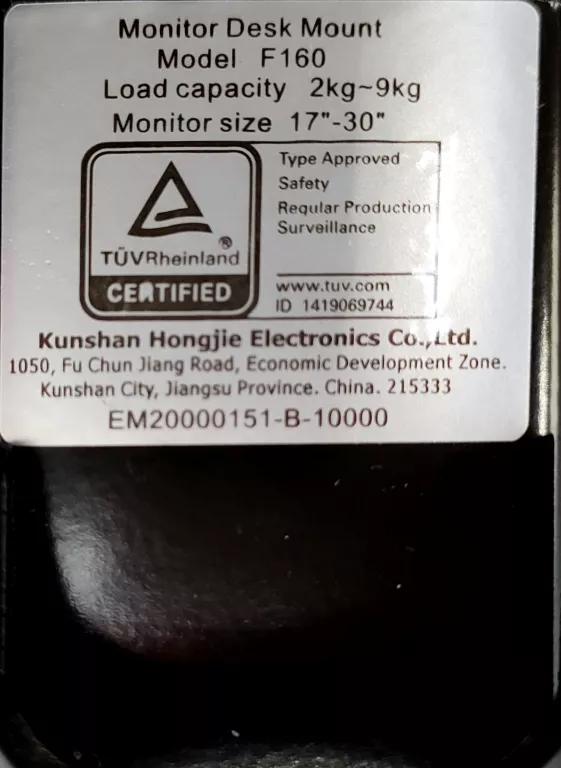 Monitor Desk Mount
Model F160
Load capacity 2kg~9kg
Monitor size 17"-30"
TÜVRheinland®
CERTIFIED
Type Approved
Safety
Regular Production
Surveillance
www.tuv.com
ID 1419069744
Kunshan Hongjie Electronics Co.,Ltd.
1050, Fu Chun Jiang Road, Economic Development Zone.
Kunshan City, Jiangsu Province. China. 215333
EM20000151-B-10000